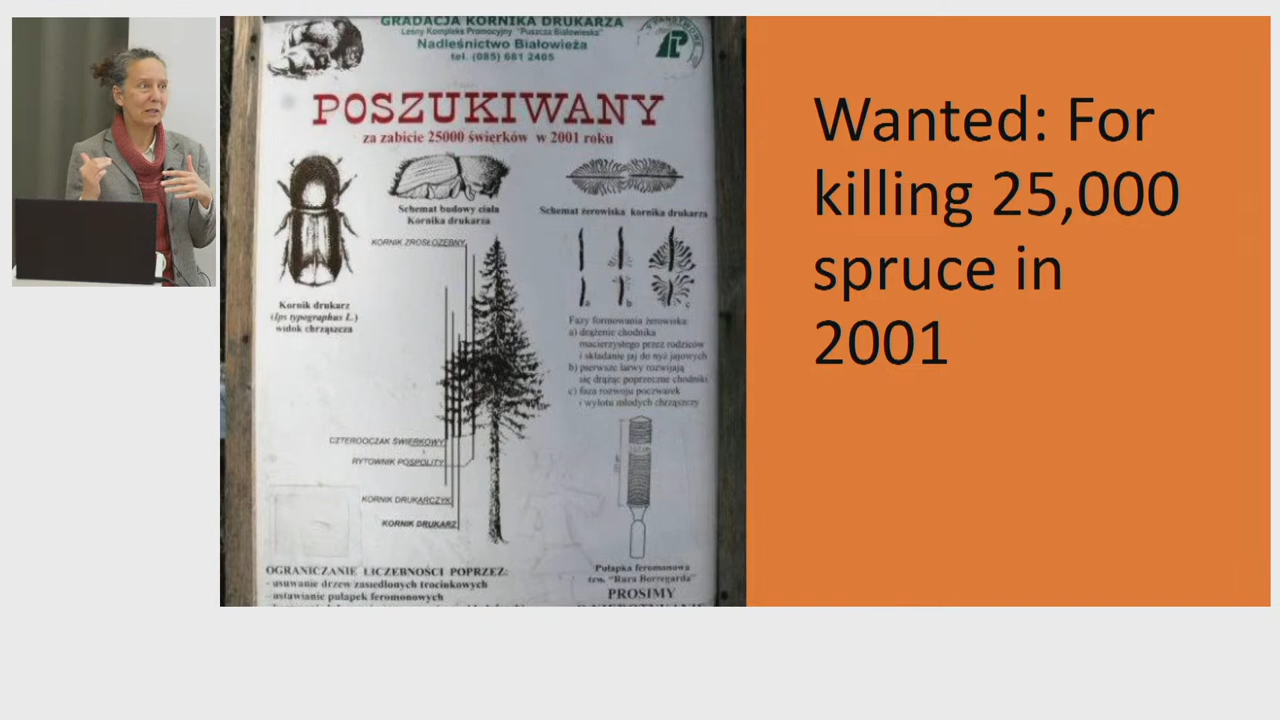 GRADACJA KORNIKA DRUKARZA
Leśny Kompleks Promocyjny "Puszcza Białowieska"
Nadleśnictwo Białowieża
tel. (085) 681 2405
POSZUKIWANY
za zabicie 25000 świerków w 2001 roku
Schemat budowy ciała
Kornika drukarza
Schemat żerowiska kornika drukarza
KORNIK ZROSŁOZĘBNY
a b c
Kornik drukarz
(Ips typographus L.)
widok chrząszcza
Fazy formowania żerowiska:
a) drążenie chodnika
macierzystego przez rodziców
i składanie jaj do nyż jajowych
b) pierwsze larwy rozwijają
się drążąc poprzeczne chodniki
c) faza rozwoju poczwarek
i wylotu młodych chrząszczy
CZTEROOCZAK ŚWIERKOWY
RYTOWNIK POSPOLITY
KORNIK DRUKARCZYK
KORNIK DRUKARZ
Pułapka feromonowa
tzw. "Rura Borregarda"
OGRANICZANIE LICZEBNOŚCI POPRZEZ:
- usuwanie drzew zasiedlonych trocinkowych
- ustawianie pułapek feromonowych
PROSIMY
Wanted: For
killing 25,000
spruce in
2001